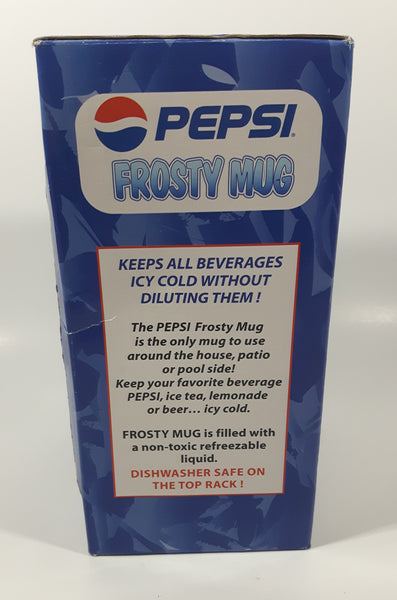 PEPSI
FROSTY MUG
KEEPS ALL BEVERAGES
ICY COLD WITHOUT
DILUTING THEM !
The PEPSI Frosty Mug
is the only mug to use
around the house, patio
or pool side!
Keep your favorite beverage
PEPSI, ice tea, lemonade
or beer... icy cold.
FROSTY MUG is filled with
a non-toxic refreezable
liquid.
DISHWASHER SAFE ON
THE TOP RACK !